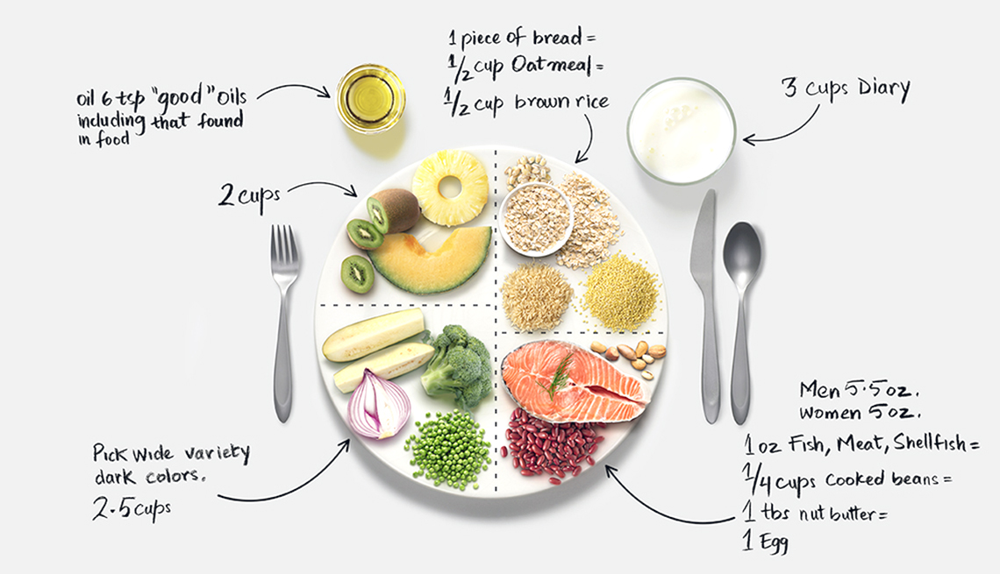 1 piece of bread =
1/2 cup Oatmeal =
1/2 cup brown rice
oil 6 tsp "good" oils
including that found
in food
3 cups Diary
2 cups
Pick wide variety
dark colors.
2.5 cups
Men 5.5 oz.
women 5 oz.
1 oz Fish, Meat, Shellfish =
1/4 cups Cooked beans =
1 tbs nut butter =
1 Egg